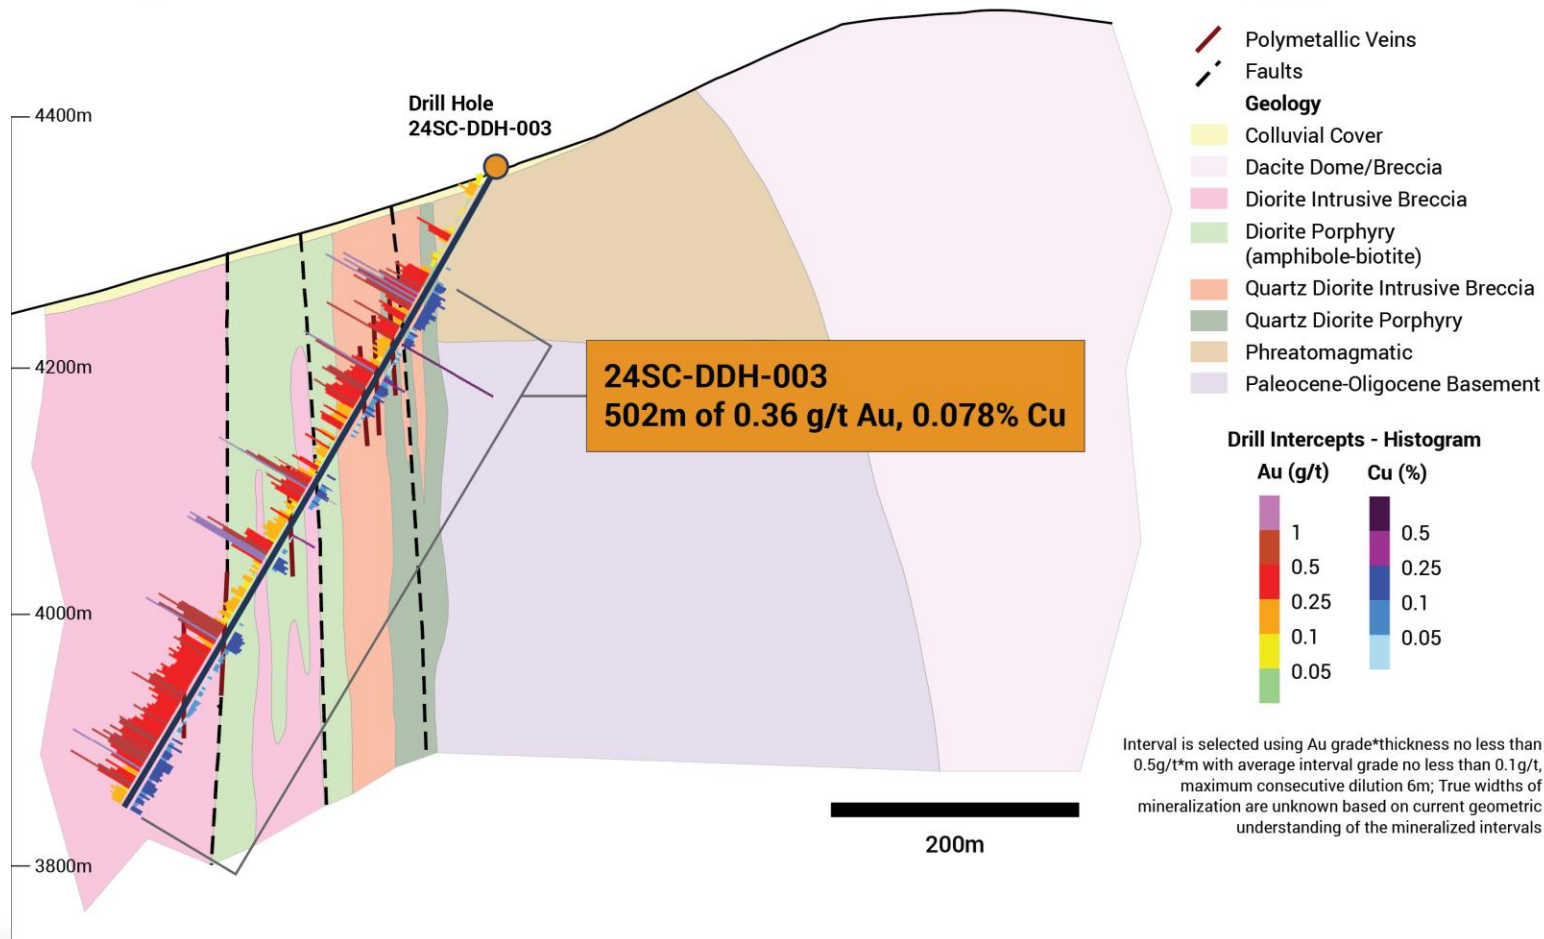 4400m
4200m
4000m
3800m
Drill Hole
24SC-DDH-003
24SC-DDH-003
502m of 0.36 g/t Au, 0.078% Cu
200m
Polymetallic Veins
Faults
Geology
Colluvial Cover
Dacite Dome/Breccia
Diorite Intrusive Breccia
Diorite Porphyry
(amphibole-biotite)
Quartz Diorite Intrusive Breccia
Quartz Diorite Porphyry
Phreatomagmatic
Paleocene-Oligocene Basement
Drill Intercepts - Histogram
Au (g/t)
1
0.5
0.25
0.1
0.05
Cu (%)
0.5
0.25
0.1
0.05
Interval is selected using Au grade*thickness no less than
0.5g/t*m with average interval grade no less than 0.1g/t,
maximum consecutive dilution 6m; True widths of
mineralization are unknown based on current geometric
understanding of the mineralized intervals